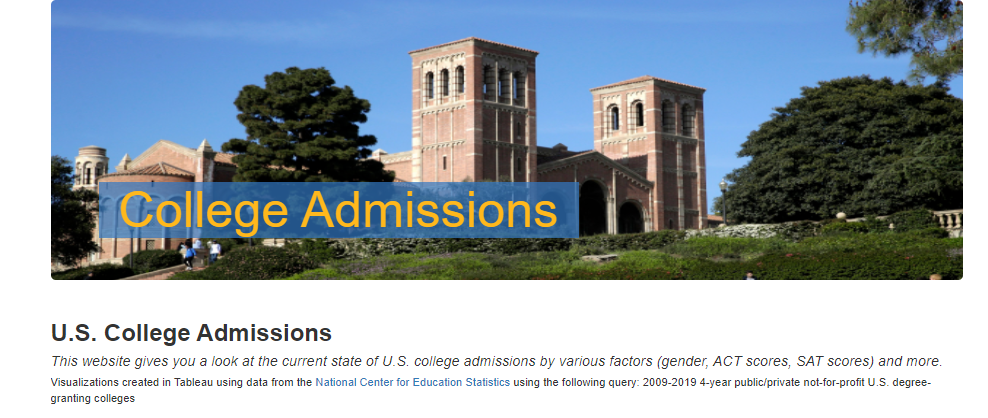 College Admissions
U.S. College Admissions
This website gives you a look at the current state of U.S. college admissions by various factors (gender, ACT scores, SAT scores) and more.
Visualizations created in Tableau using data from the National Center for Education Statistics using the following query: 2009-2019 4-year public/private not-for-profit U.S. degree-
granting colleges